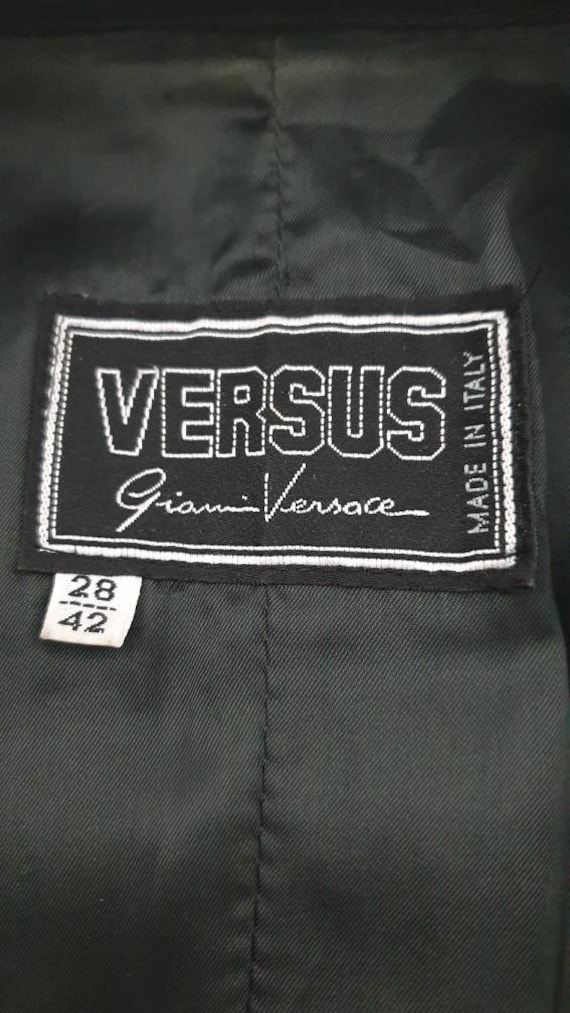 VERSUS
Gianni Versace
MADE IN ITALY
28
42